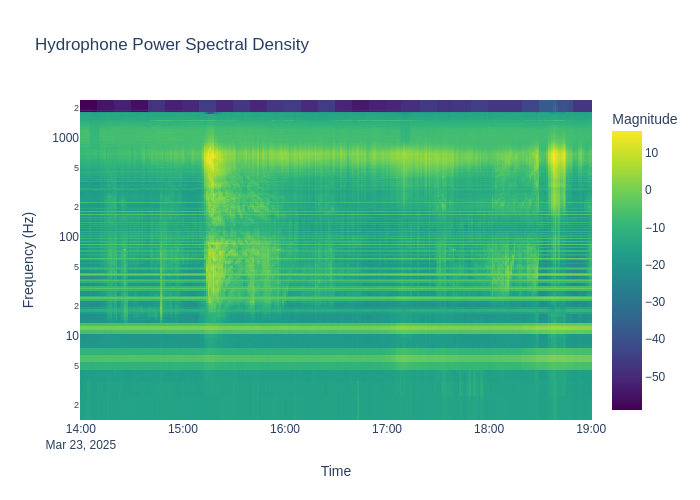 Hydrophone Power Spectral Density
Magnitude
2
1000
5
2
100
5
2
10
5
2
Frequency (Hz)
10
0
−10
−20
−30
−40
−50
14:00 15:00 16:00 17:00 18:00 19:00
Mar 23, 2025
Time